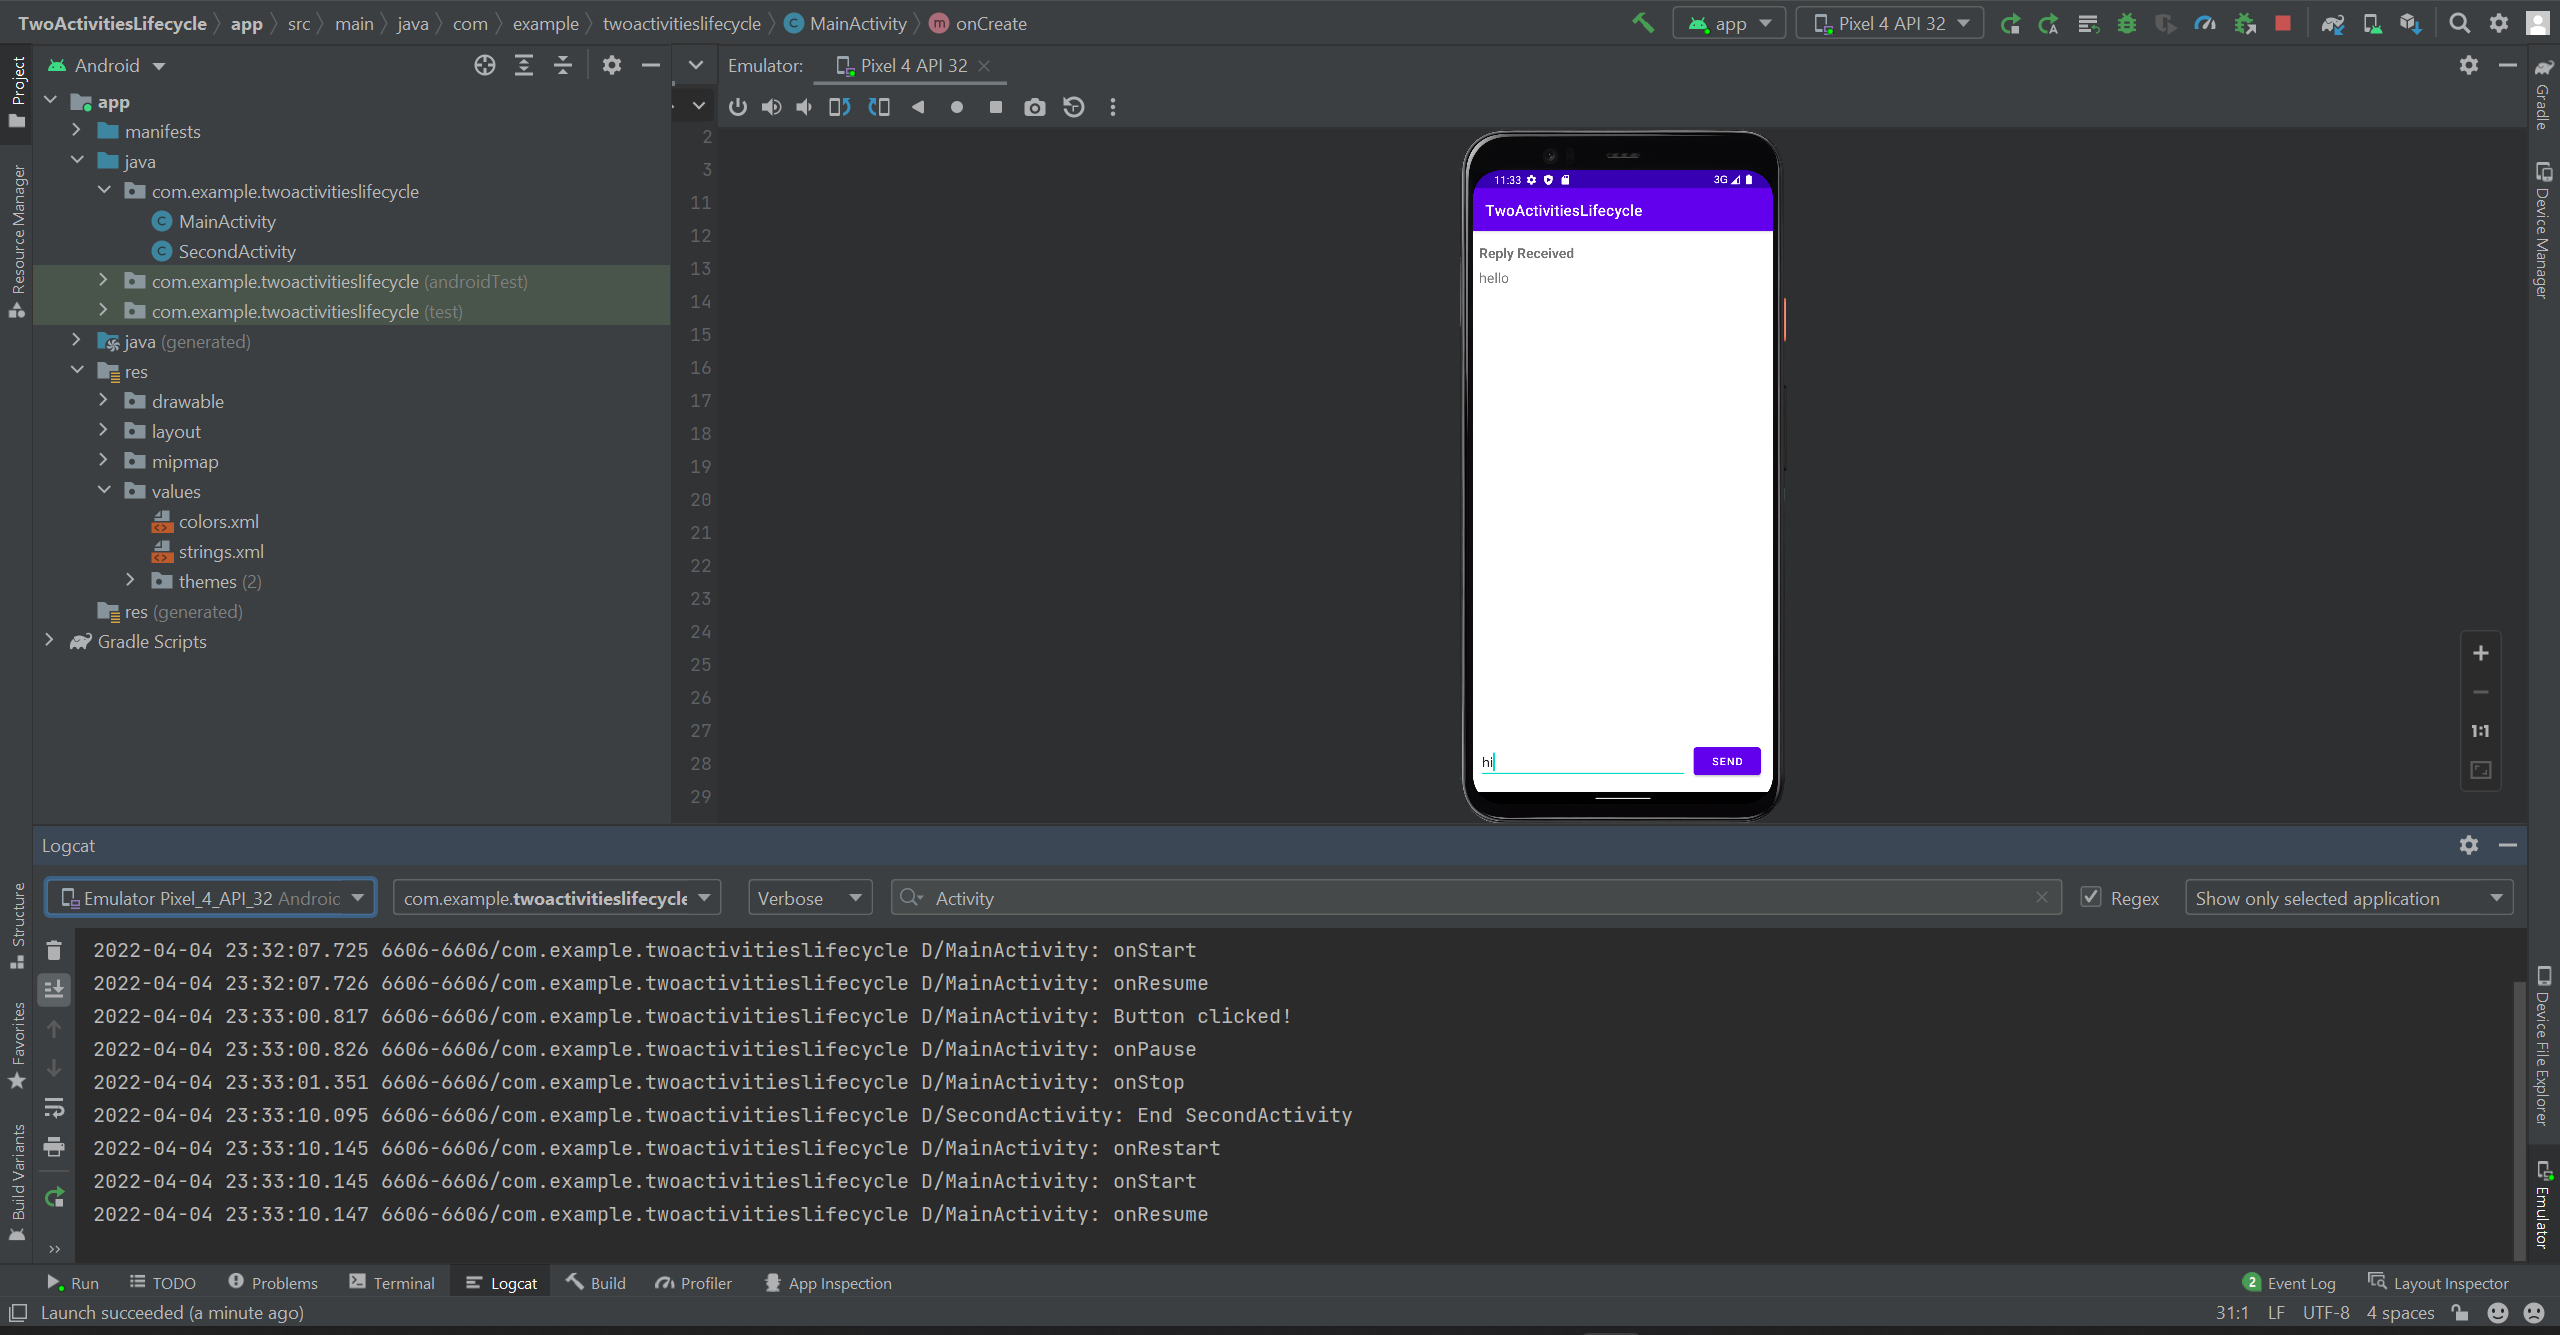 TwoActivitiesLifecycle app src main java com example twoactivitieslifecycle MainActivity onCreate
app Pixel 4 API 32
Project
Resource Manager
Structure
Favorites
Build Variants
Android
app
manifests
java
com.example.twoactivitieslifecycle
MainActivity
SecondActivity
com.example.twoactivitieslifecycle (androidTest)
com.example.twoactivitieslifecycle (test)
java (generated)
res
drawable
layout
mipmap
values
colors.xml
strings.xml
themes (2)
res (generated)
Gradle Scripts
2
3
11
12
13
14
15
16
17
18
19
20
21
22
23
24
25
26
27
28
29
Emulator: Pixel 4 API 32
11:33 3G
TwoActivitiesLifecycle
Reply Received
hello
hi SEND
1:1
Gradle
Device Manager
Device File Explorer
Emulator
Logcat
Emulator Pixel_4_API_32 Androic com.example.twoactivitieslifecycle Verbose Activity Regex Show only selected application
2022-04-04 23:32:07.725 6606-6606/com.example.twoactivitieslifecycle D/MainActivity: onStart
2022-04-04 23:32:07.726 6606-6606/com.example.twoactivitieslifecycle D/MainActivity: onResume
2022-04-04 23:33:00.817 6606-6606/com.example.twoactivitieslifecycle D/MainActivity: Button clicked!
2022-04-04 23:33:00.826 6606-6606/com.example.twoactivitieslifecycle D/MainActivity: onPause
2022-04-04 23:33:01.351 6606-6606/com.example.twoactivitieslifecycle D/MainActivity: onStop
2022-04-04 23:33:10.095 6606-6606/com.example.twoactivitieslifecycle D/SecondActivity: End SecondActivity
2022-04-04 23:33:10.145 6606-6606/com.example.twoactivitieslifecycle D/MainActivity: onRestart
2022-04-04 23:33:10.145 6606-6606/com.example.twoactivitieslifecycle D/MainActivity: onStart
2022-04-04 23:33:10.147 6606-6606/com.example.twoactivitieslifecycle D/MainActivity: onResume
Run TODO Problems Terminal Logcat Build Profiler App Inspection 2 Event Log Layout Inspector
Launch succeeded (a minute ago) 31:1 LF UTF-8 4 spaces